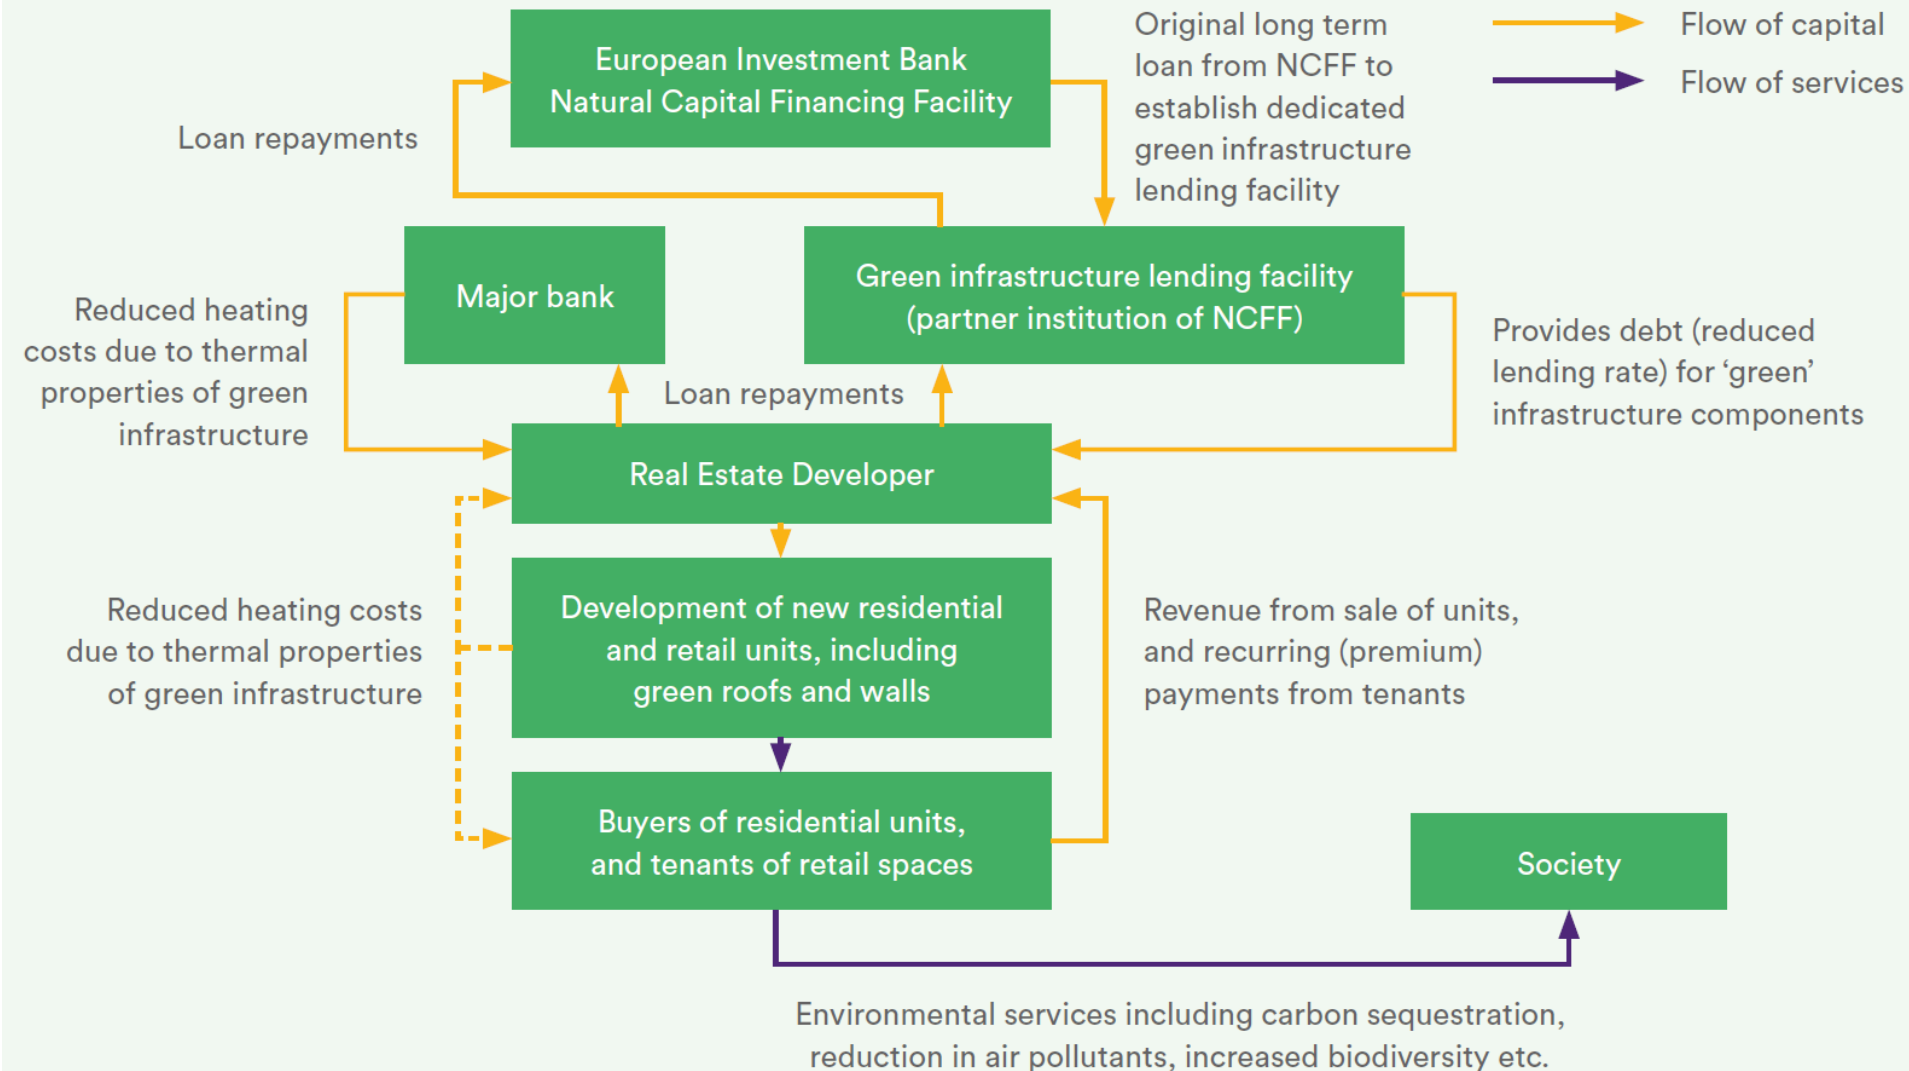 European Investment Bank
Natural Capital Financing Facility
Original long term
loan from NCFF to
establish dedicated
green infrastructure
lending facility
Flow of capital
Flow of services
Loan repayments
Major bank
Green infrastructure lending facility
(partner institution of NCFF)
Reduced heating
costs due to thermal
properties of green
infrastructure
Loan repayments
Provides debt (reduced
lending rate) for ‘green’
infrastructure components
Real Estate Developer
Reduced heating costs
due to thermal properties
of green infrastructure
Development of new residential
and retail units, including
green roofs and walls
Revenue from sale of units,
and recurring (premium)
payments from tenants
Buyers of residential units,
and tenants of retail spaces
Society
Environmental services including carbon sequestration,
reduction in air pollutants, increased biodiversity etc.